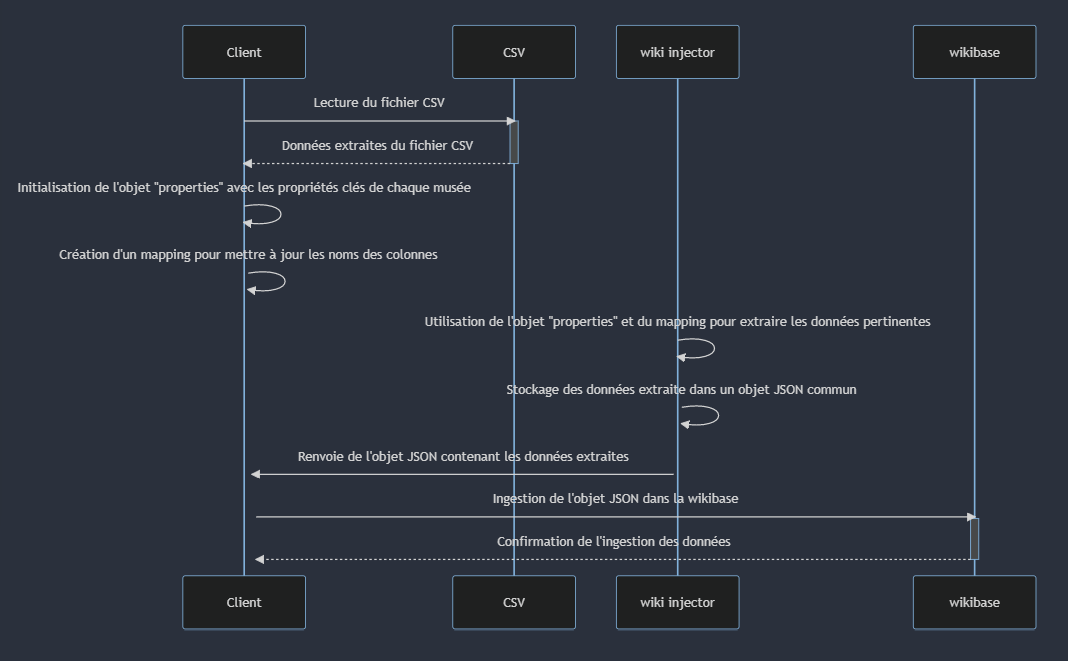 Client
CSV
wiki injector
wikibase
Lecture du fichier CSV
Données extraites du fichier CSV
Initialisation de l'objet "properties" avec les propriétés clés de chaque musée
Création d'un mapping pour mettre à jour les noms des colonnes
Utilisation de l'objet "properties" et du mapping pour extraire les données pertinentes
Stockage des données extraite dans un objet JSON commun
Renvoie de l'objet JSON contenant les données extraites
Ingestion de l'objet JSON dans la wikibase
Confirmation de l'ingestion des données
Client
CSV
wiki injector
wikibase